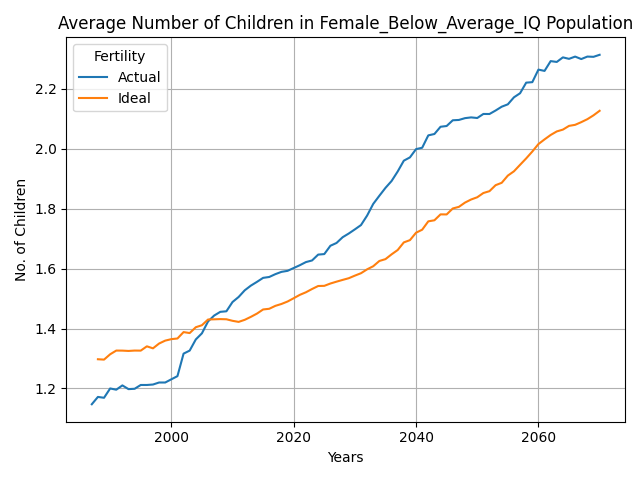 Average Number of Children in Female_Below_Average_IQ Population
Fertility
Actual
Ideal
No. of Children
2.2
2.0
1.8
1.6
1.4
1.2
2000
2020
2040
2060
Years